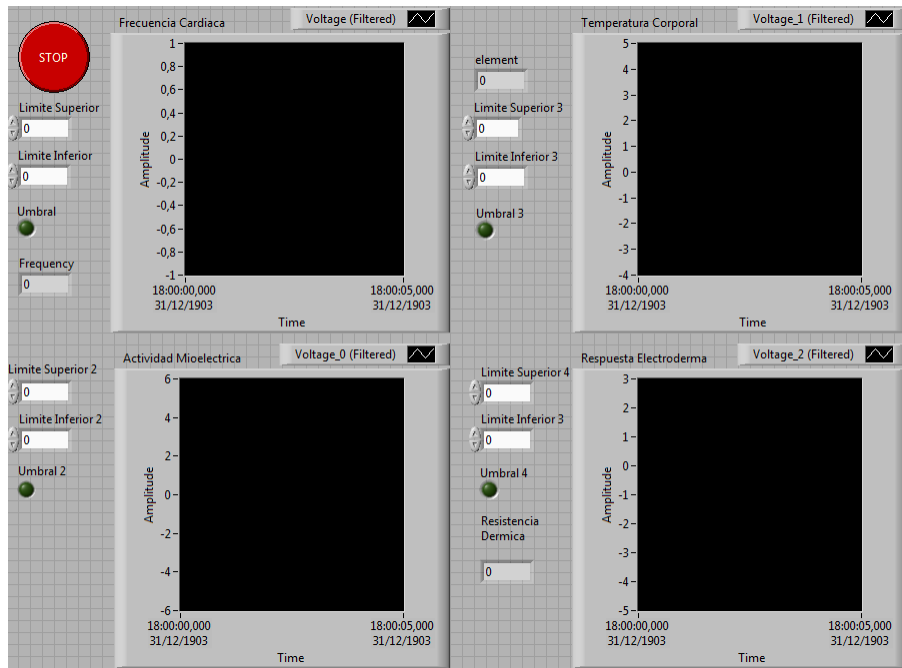 Frecuencia Cardiaca
Voltage (Filtered)
STOP
Limite Superior
0
Limite Inferior
0
Umbral
Frequency
0
Amplitude
1
0,8
0,6
0,4
0,2
0
-0,2
-0,4
-0,6
-0,8
-1
18:00:00,000 18:00:05,000
31/12/1903 31/12/1903
Time
Temperatura Corporal
Voltage_1 (Filtered)
element
0
Limite Superior 3
0
Limite Inferior 3
0
Umbral 3
Amplitude
5
4
3
2
1
0
-1
-2
-3
-4
18:00:00,000 18:00:05,000
31/12/1903 31/12/1903
Time
Actividad Mioelectrica
Voltage_0 (Filtered)
Limite Superior 2
0
Limite Inferior 2
0
Umbral 2
Amplitude
6
4
2
0
-2
-4
-6
18:00:00,000 18:00:05,000
31/12/1903 31/12/1903
Time
Respuesta Electroderma
Voltage_2 (Filtered)
Limite Superior 4
0
Limite Inferior 3
0
Umbral 4
Resistencia
Dermica
0
Amplitude
3
2
1
0
-1
-2
-3
-4
-5
18:00:00,000 18:00:05,000
31/12/1903 31/12/1903
Time